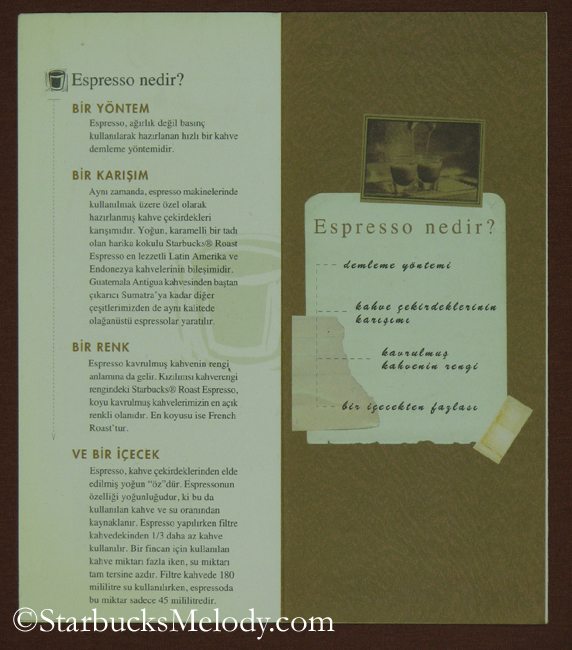 Espresso nedir?
BİR YÖNTEM
Espresso, ağırlık değil basınç
kullanılarak hazırlanan hızlı bir kahve
demleme yöntemidir.
BİR KARIŞIM
Aynı zamanda, espresso makinelerinde
kullanılmak üzere özel olarak
hazırlanmış kahve çekirdekleri
karışımıdır. Yoğun, karamelli bir tadı
olan harika kokulu Starbucks® Roast
Espresso en lezzetli Latin Amerika ve
Endonezya kahvelerinin bileşimidir.
Guatemala Antigua kahvesinden baştan
çıkarıcı Sumatra'ya kadar diğer
çeşitlerimizden de aynı kalitede
olağanüstü espressolar yaratılır.
BİR RENK
Espresso kavrulmuş kahvenin rengi
anlamına da gelir. Kızılımsı kahverengi
rengindeki Starbucks® Roast Espresso,
koyu kavrulmuş kahvelerimizin en açık
renkli olanıdır. En koyusu ise French
Roast'tur.
VE BİR İÇECEK
Espresso, kahve çekirdeklerinden elde
edilmiş yoğun “öz”dür. Espressonun
özelliği yoğunluğudur, ki bu da
kullanılan kahve ve su oranından
kaynaklanır. Espresso yapılırken filtre
kahvedekinden 1/3 daha az kahve
kullanılır. Bir fincan için kullanılan
kahve miktarı fazla iken, su miktarı
tam tersine azdır. Filtre kahvede 180
mililitre su kullanılırken, espressoda
bu miktar sadece 45 mililitredir.
Espresso nedir?
demleme yöntemi
kahve çekirdeklerinin
karışımı
kavrulmuş
kahvenin rengi
bir içecekten fazlası
©StarbucksMelody.com